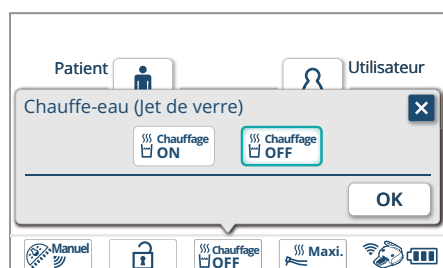 Patient
Utilisateur
Chauffe-eau (Jet de verre)
Chauffage
ON
Chauffage
OFF
OK
Manuel
Chauffage
OFF
Maxi.